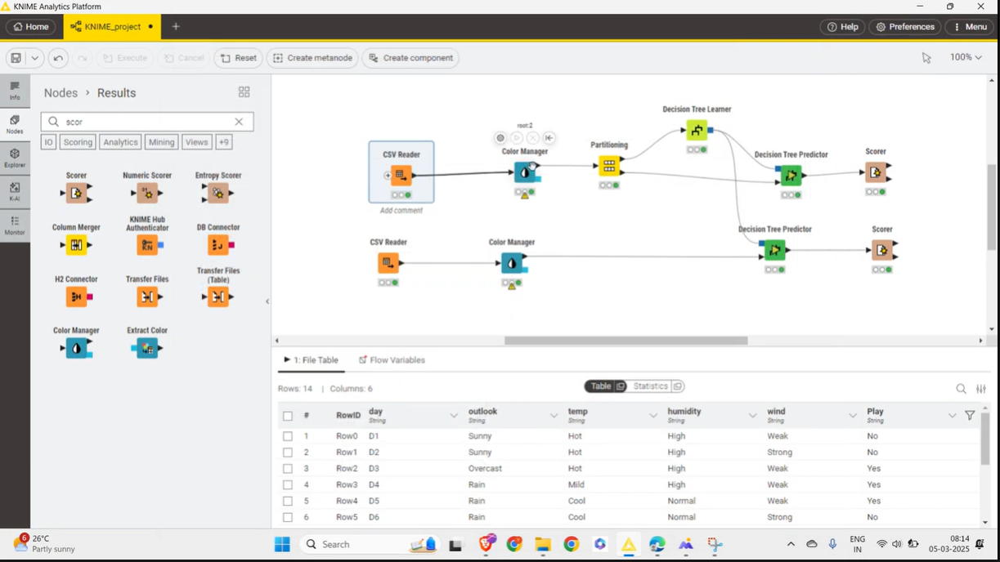 KNIME Analytics Platform
Home
KNIME_project
Help
Preferences
Menu
Execute
Cancel
Reset
Create metanode
Create component
100%
Info
Nodes
Explorer
K-AI
Monitor
Nodes > Results
scor
IO
Scoring
Analytics
Mining
Views
+9
Scorer
Numeric Scorer
Entropy Scorer
Column Merger
KNIME Hub
Authenticator
DB Connector
H2 Connector
Transfer Files
Transfer Files
(Table)
Color Manager
Extract Color
CSV Reader
Add comment
root:2
Color Manager
Partitioning
Decision Tree Learner
Decision Tree Predictor
Scorer
CSV Reader
Color Manager
Decision Tree Predictor
Scorer
1: File Table
Flow Variables
Rows: 14 | Columns: 6
Table
Statistics
# RowID day outlook temp humidity wind Play
String String String String String String
1 Row0 D1 Sunny Hot High Weak No
2 Row1 D2 Sunny Hot High Strong No
3 Row2 D3 Overcast Hot High Weak Yes
4 Row3 D4 Rain Mild High Weak Yes
5 Row4 D5 Rain Cool Normal Weak Yes
6 Row5 D6 Rain Cool Normal Strong No
6
26°C
Partly sunny
Search
ENG
IN
08:14
05-03-2025